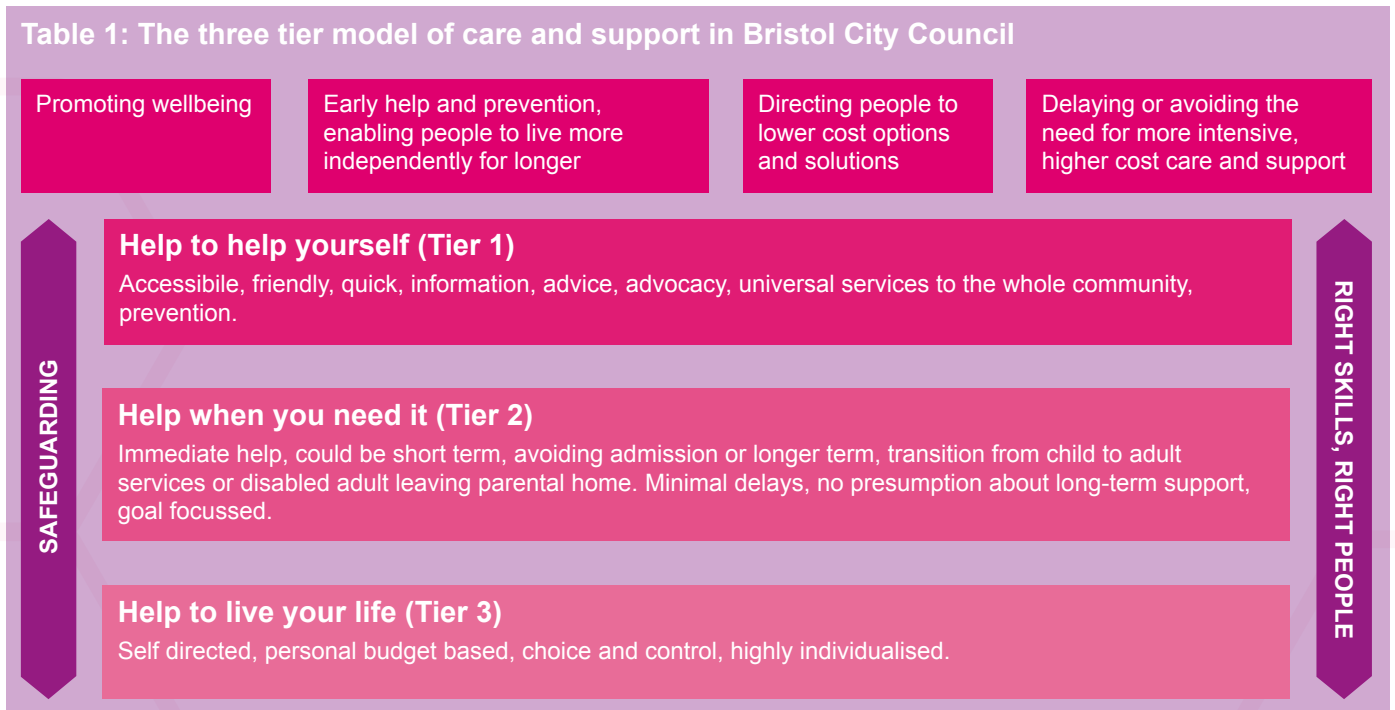 Table 1: The three tier model of care and support in Bristol City Council
Promoting wellbeing
Early help and prevention,
enabling people to live more
independently for longer
Directing people to
lower cost options
and solutions
Delaying or avoiding the
need for more intensive,
higher cost care and support
SAFEGUARDING
Help to help yourself (Tier 1)
Accessibile, friendly, quick, information, advice, advocacy, universal services to the whole community,
prevention.
Help when you need it (Tier 2)
Immediate help, could be short term, avoiding admission or longer term, transition from child to adult
services or disabled adult leaving parental home. Minimal delays, no presumption about long-term support,
goal focussed.
Help to live your life (Tier 3)
Self directed, personal budget based, choice and control, highly individualised.
RIGHT SKILLS, RIGHT PEOPLE